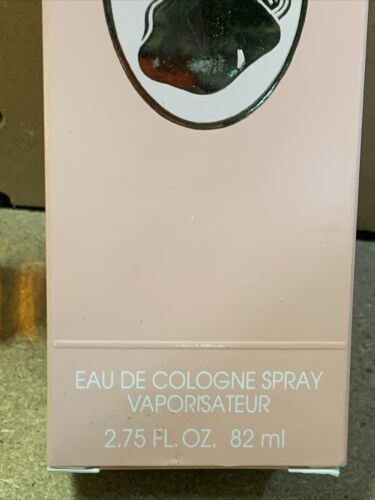 EAU DE COLOGNE SPRAY
VAPORISATEUR
2.75 FL. OZ. 82 ml